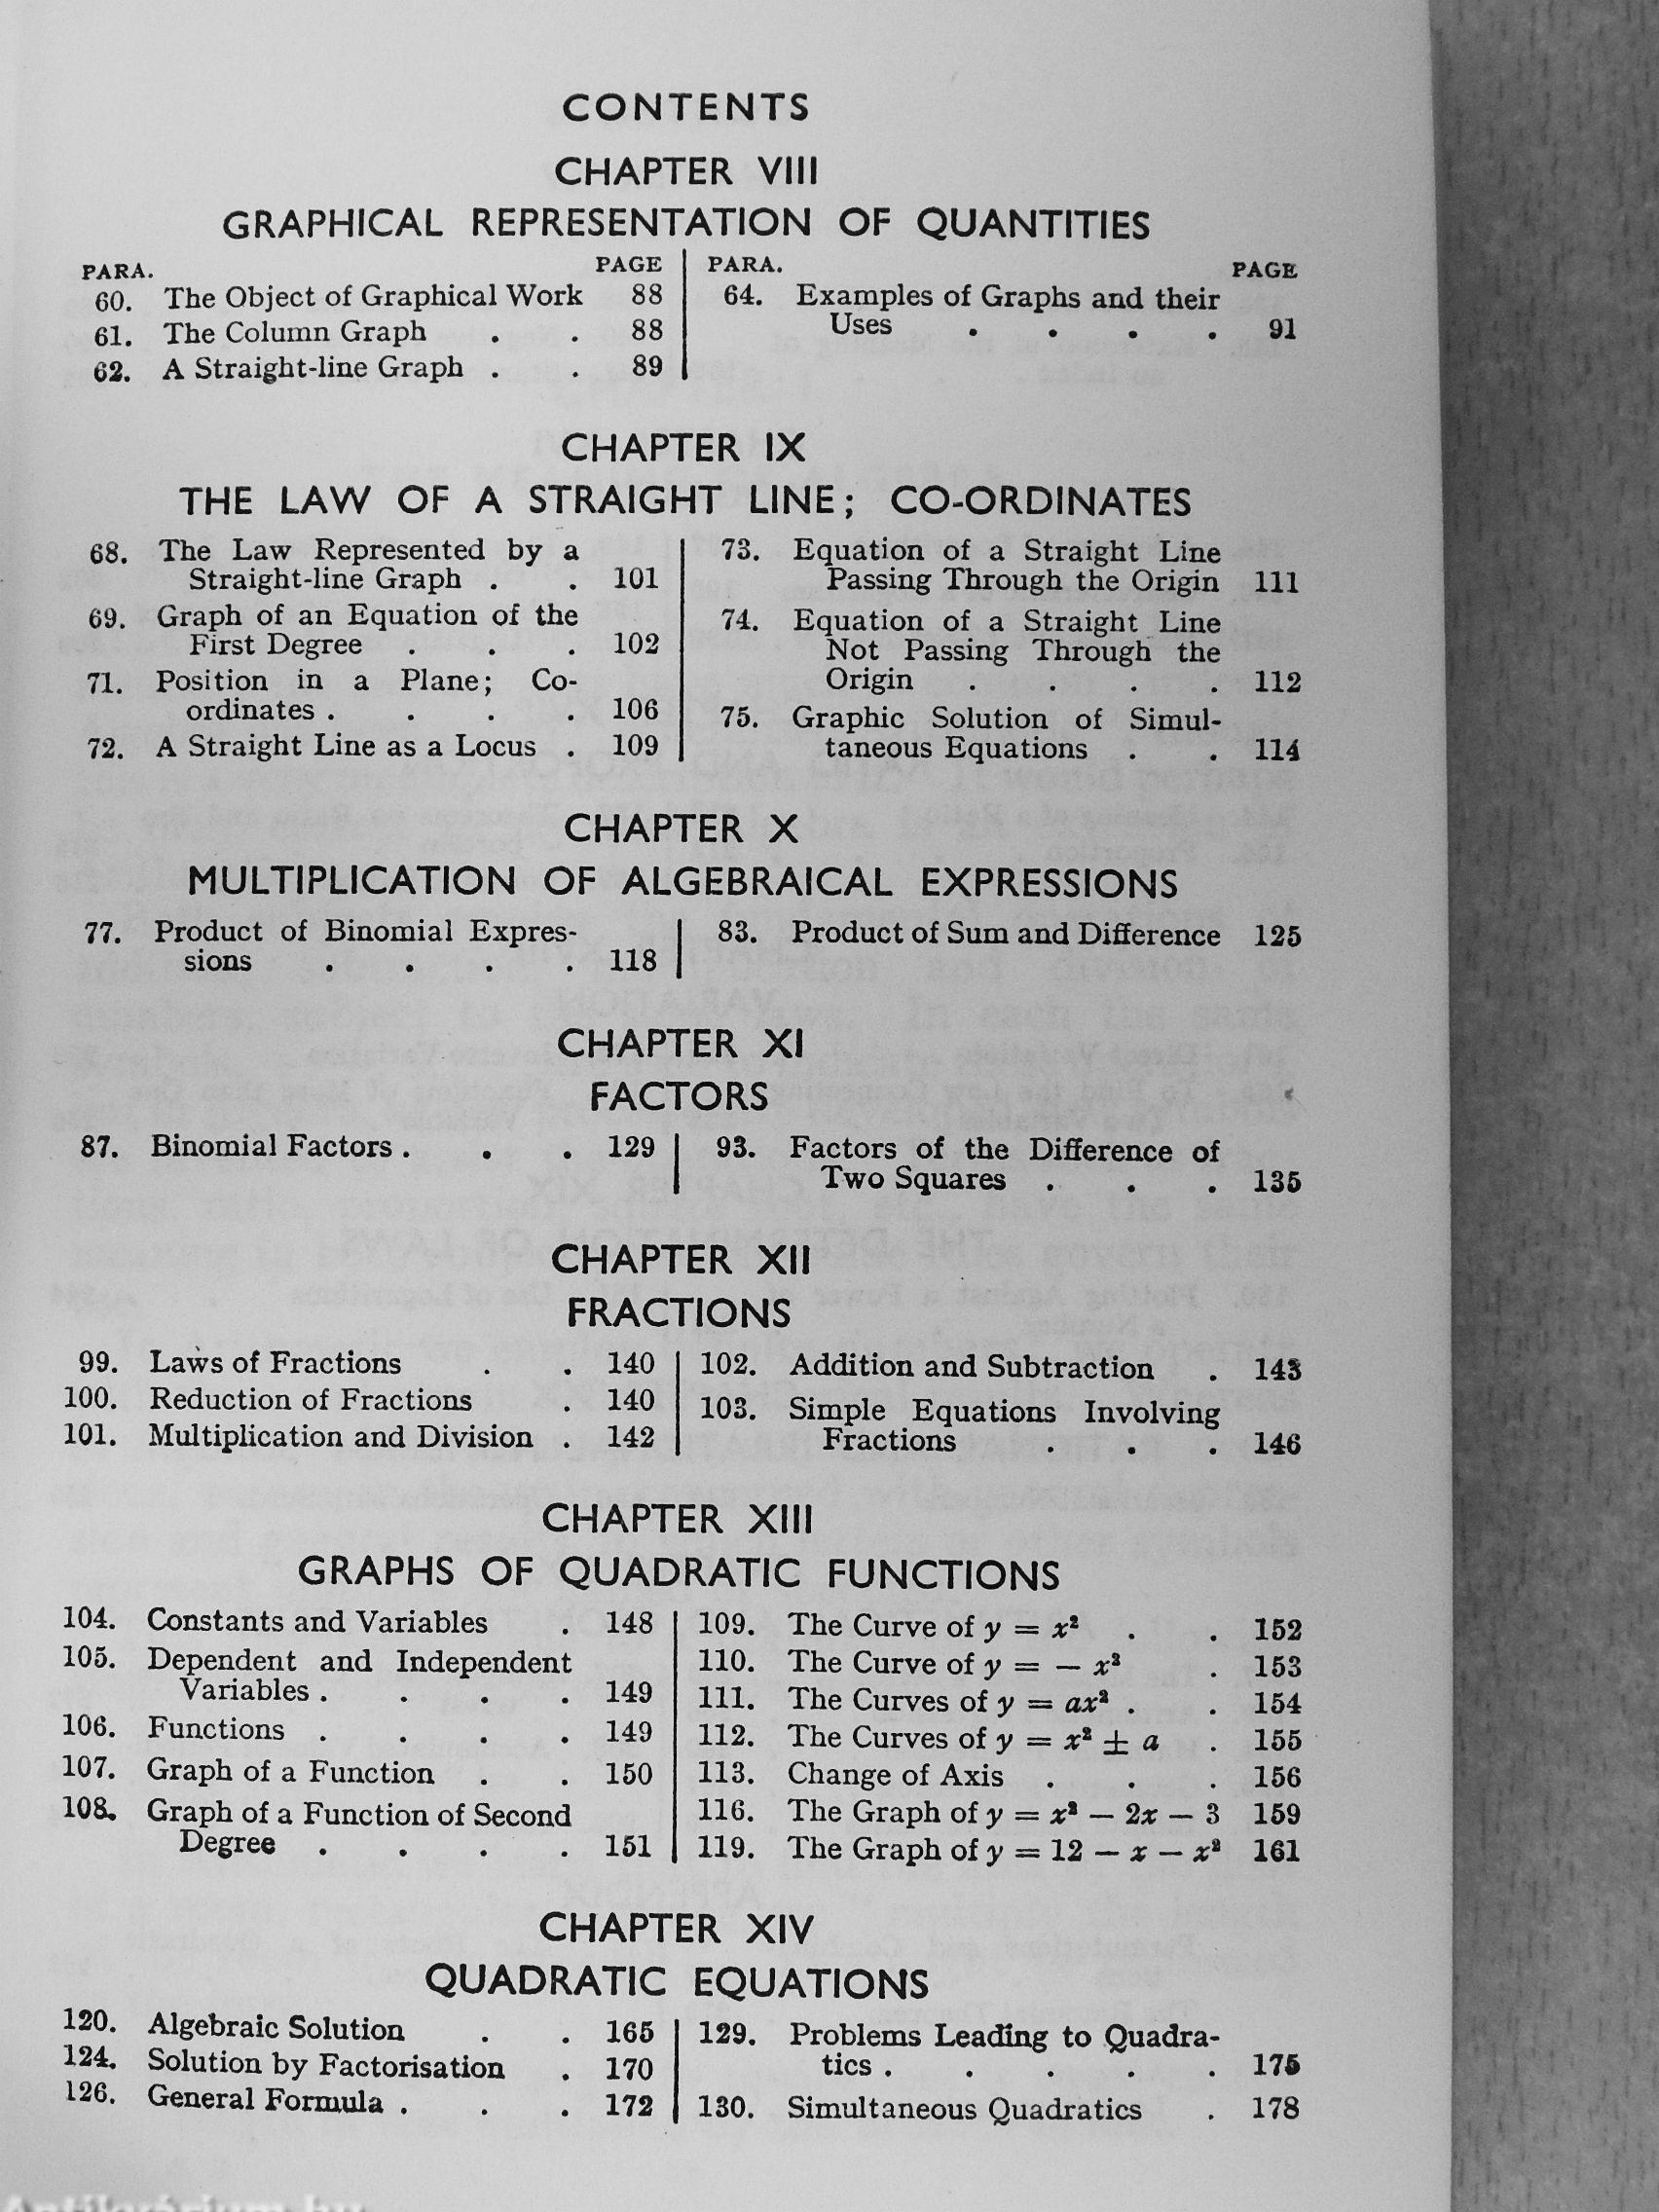 CONTENTS
CHAPTER VIII
GRAPHICAL REPRESENTATION OF QUANTITIES
PARA. PAGE
60. The Object of Graphical Work 88
61. The Column Graph . . 88
62. A Straight-line Graph . . 89
PARA. PAGE
64. Examples of Graphs and their
Uses . . . . 91
CHAPTER IX
THE LAW OF A STRAIGHT LINE; CO-ORDINATES
68. The Law Represented by a
Straight-line Graph . . 101
69. Graph of an Equation of the
First Degree . . . 102
71. Position in a Plane; Co-
ordinates . . . . 106
72. A Straight Line as a Locus . 109
73. Equation of a Straight Line
Passing Through the Origin 111
74. Equation of a Straight Line
Not Passing Through the
Origin . . . . 112
75. Graphic Solution of Simul-
taneous Equations . . 114
CHAPTER X
MULTIPLICATION OF ALGEBRAICAL EXPRESSIONS
77. Product of Binomial Expres-
sions . . . . 118
83. Product of Sum and Difference 125
CHAPTER XI
FACTORS
87. Binomial Factors . . . 129
93. Factors of the Difference of
Two Squares . . . 135
CHAPTER XII
FRACTIONS
99. Laws of Fractions . . 140
100. Reduction of Fractions . 140
101. Multiplication and Division . 142
102. Addition and Subtraction . 143
103. Simple Equations Involving
Fractions . . . 146
CHAPTER XIII
GRAPHS OF QUADRATIC FUNCTIONS
104. Constants and Variables . 148
105. Dependent and Independent
Variables . . . . 149
106. Functions . . . . 149
107. Graph of a Function . . 150
108. Graph of a Function of Second
Degree . . . . 151
109. The Curve of y = x² . . 152
110. The Curve of y = — x² . 153
111. The Curves of y = ax² . . 154
112. The Curves of y = x² ± a . 155
113. Change of Axis . . . 156
116. The Graph of y = x² — 2x — 3 159
119. The Graph of y = 12 — x — x² 161
CHAPTER XIV
QUADRATIC EQUATIONS
120. Algebraic Solution . . 165
124. Solution by Factorisation . 170
126. General Formula . . . 172
129. Problems Leading to Quadra-
tics . . . . . 175
130. Simultaneous Quadratics . 178